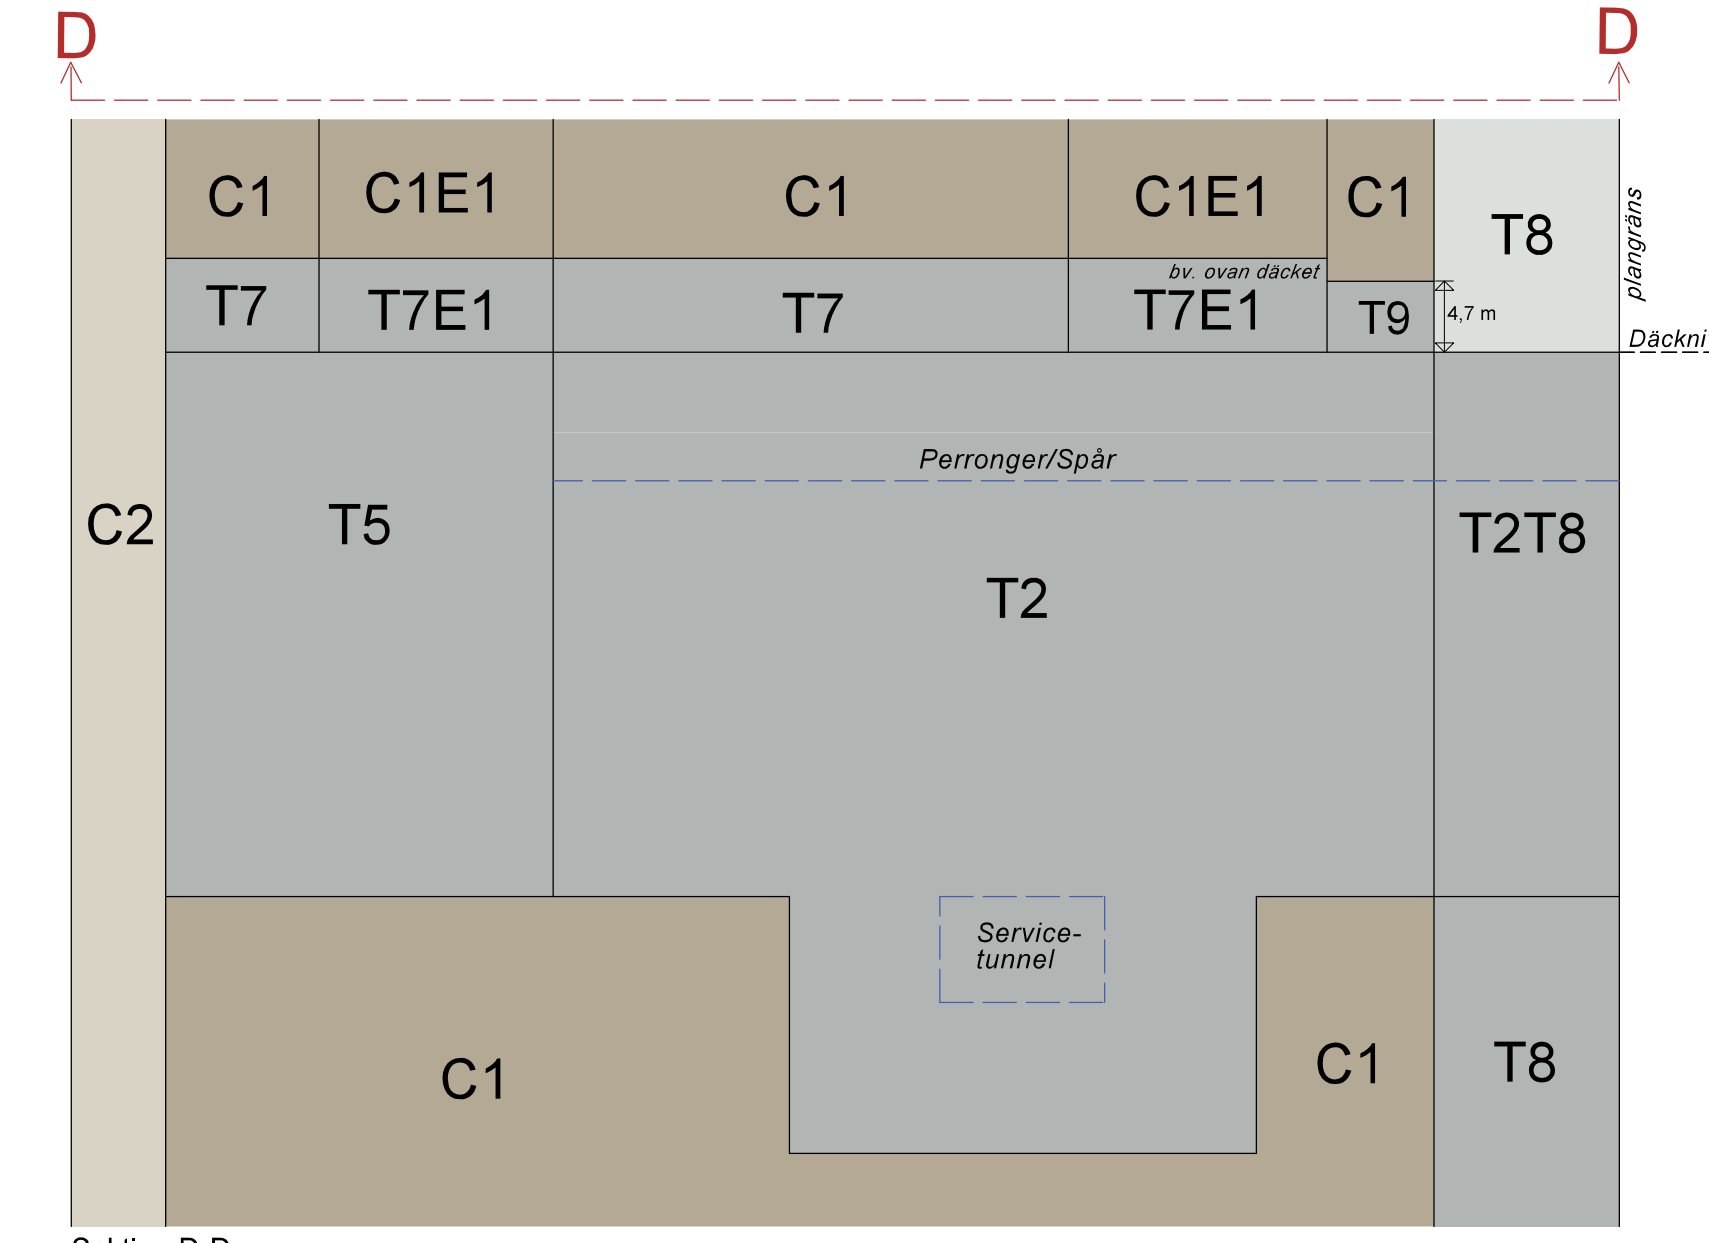 D D
C1 C1E1 C1 C1E1 C1 T8
plangräns
T7 T7E1 T7 bv. ovan däcket
T7E1 T9 4,7 m
Perronger/Spår
C2 T5 T2 T2T8
Service-
tunnel
C1 C1 T8